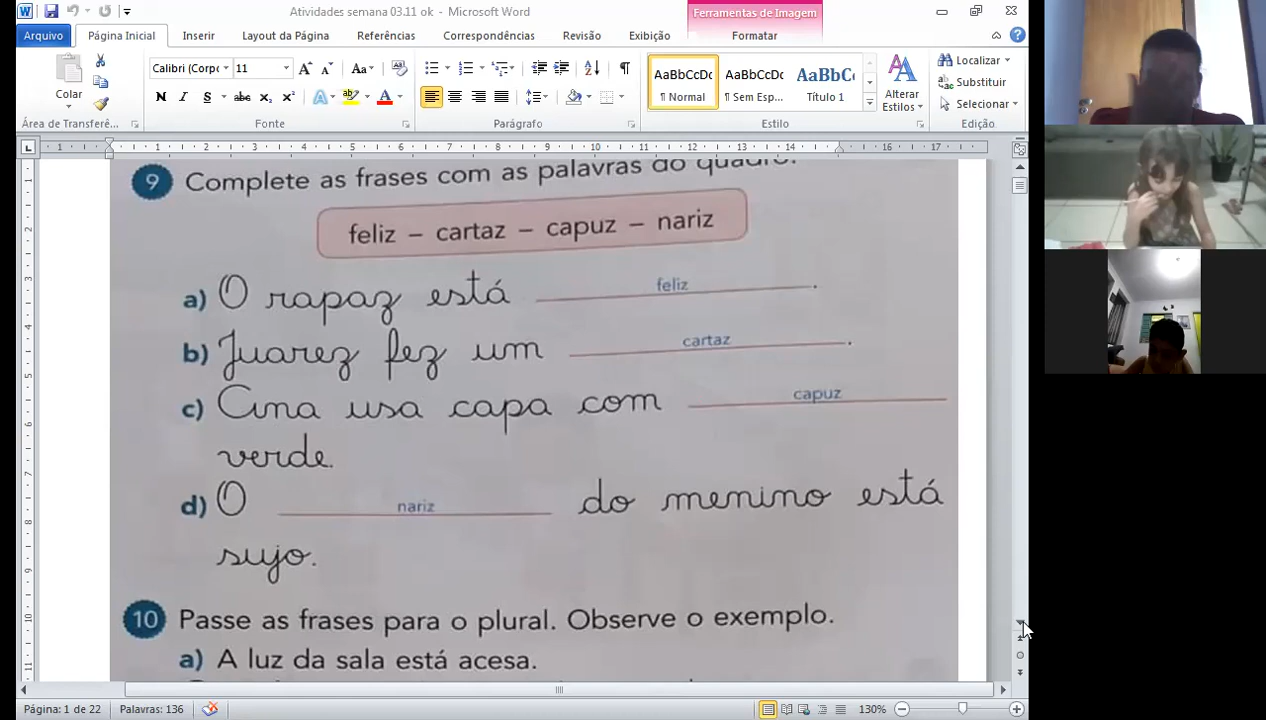 Atividades semana 03.11 ok - Microsoft Word
Ferramentas de Imagem
Arquivo Página Inicial Inserir Layout da Página Referências Correspondências Revisão Exibição Formatar
Colar
Calibri (Corpo 11
AaBbCcDc AaBbCcDc AaBbC
¶ Normal ¶ Sem Esp... Título 1
Alterar Estilos
Localizar
Substituir
Selecionar
Área de Transferê... Fonte Parágrafo Estilo Edição
9 Complete as frases com as palavras do quadro.
feliz – cartaz – capuz – nariz
a) O rapaz está feliz.
b) Juarez fez um cartaz.
c) Cina usa capa com capuz
verde.
d) O nariz do menino está
sujo.
10 Passe as frases para o plural. Observe o exemplo.
a) A luz da sala está acesa.
Página: 1 de 22 Palavras: 136 130%